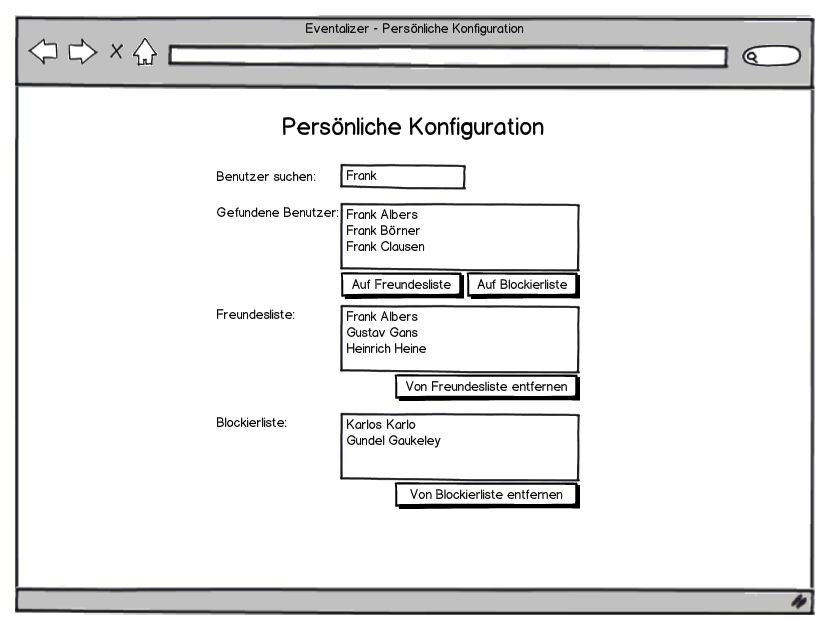 Eventalizer - Persönliche Konfiguration
Persönliche Konfiguration
Benutzer suchen: Frank
Gefundene Benutzer: Frank Albers
Frank Börner
Frank Clausen
Auf Freundesliste Auf Blockierliste
Freundesliste: Frank Albers
Gustav Gans
Heinrich Heine
Von Freundesliste entfernen
Blockierliste: Karlos Karlo
Gundel Gaukeley
Von Blockierliste entfernen